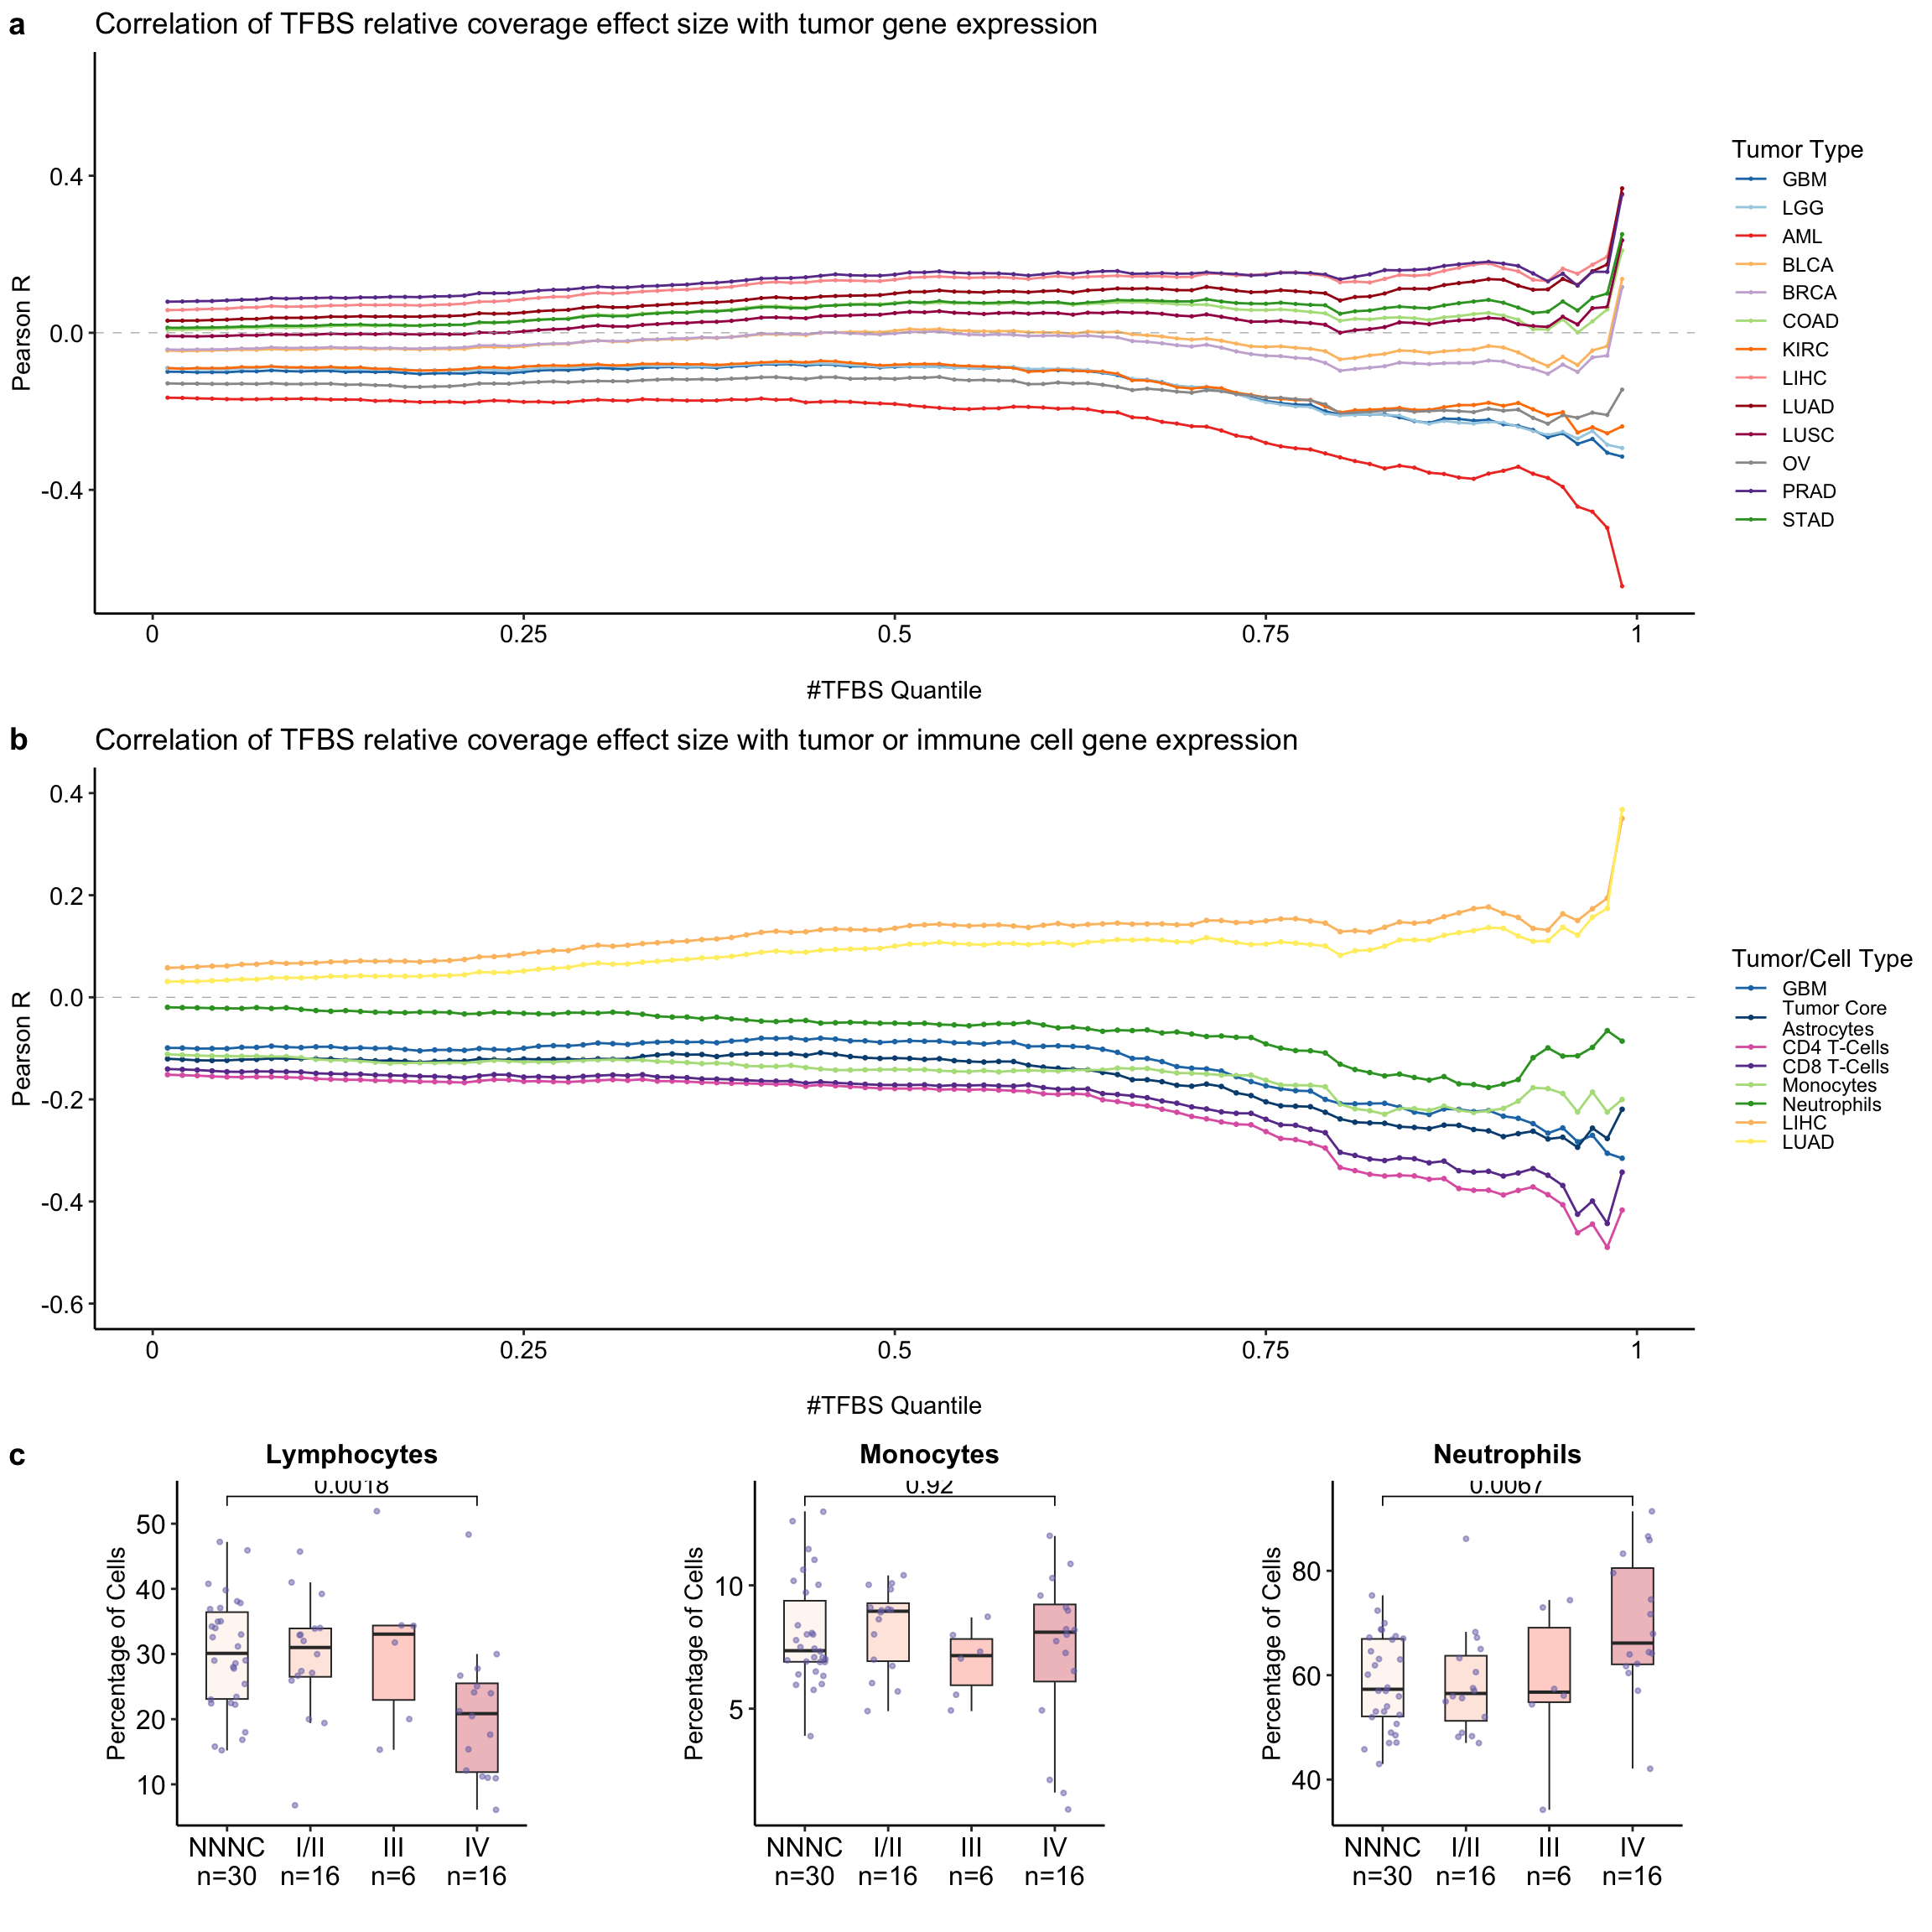 a Correlation of TFBS relative coverage effect size with tumor gene expression
Pearson R
0.4
0.0
-0.4
0 0.25 0.5 0.75 1
#TFBS Quantile
Tumor Type
GBM
LGG
AML
BLCA
BRCA
COAD
KIRC
LIHC
LUAD
LUSC
OV
PRAD
STAD
b Correlation of TFBS relative coverage effect size with tumor or immune cell gene expression
Pearson R
0.4
0.2
0.0
-0.2
-0.4
-0.6
0 0.25 0.5 0.75 1
#TFBS Quantile
Tumor/Cell Type
GBM
Tumor Core
Astrocytes
CD4 T-Cells
CD8 T-Cells
Monocytes
Neutrophils
LIHC
LUAD
c
Lymphocytes
0.0018
Percentage of Cells
50
40
30
20
10
NNNC I/II III IV
n=30 n=16 n=6 n=16
Monocytes
0.92
Percentage of Cells
10
5
NNNC I/II III IV
n=30 n=16 n=6 n=16
Neutrophils
0.0067
Percentage of Cells
80
60
40
NNNC I/II III IV
n=30 n=16 n=6 n=16